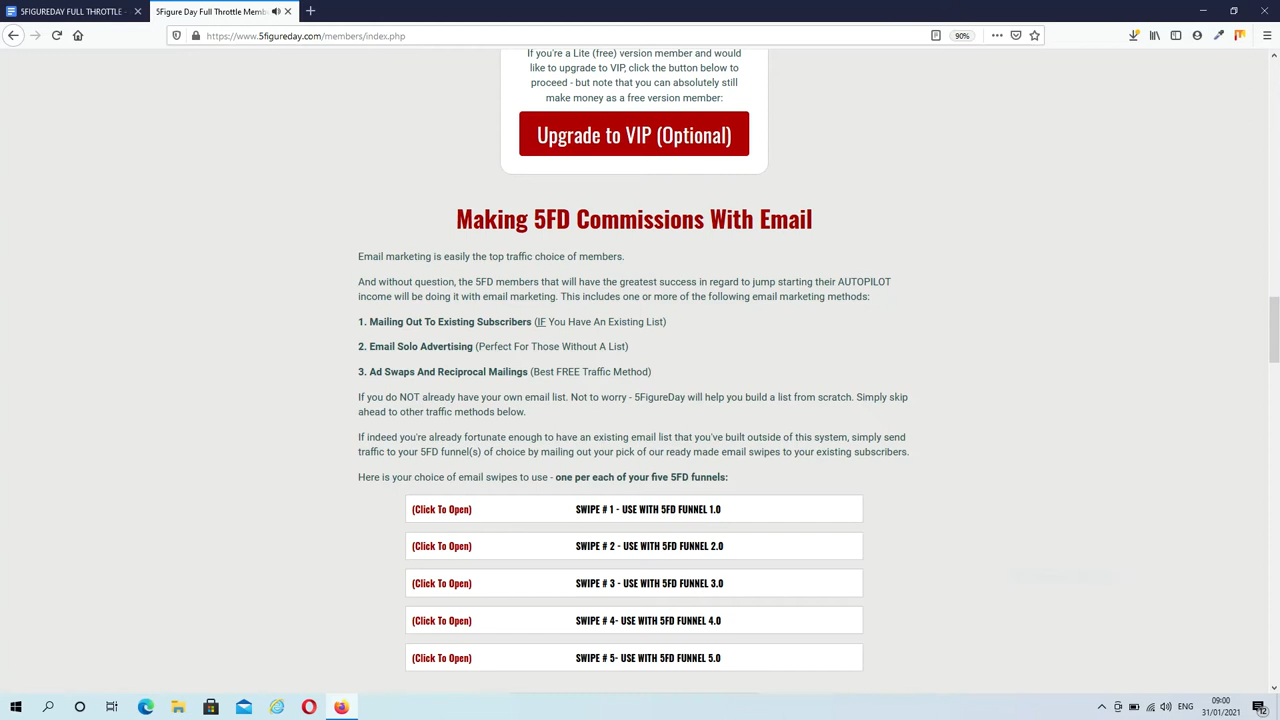 5FIGUREDAY FULL THROTTLE
5Figure Day Full Throttle Memb
https://www.5figureday.com/members/index.php
90%
If you're a Lite (free) version member and would
like to upgrade to VIP, click the button below to
proceed - but note that you can absolutely still
make money as a free version member:
Upgrade to VIP (Optional)
Making 5FD Commissions With Email
Email marketing is easily the top traffic choice of members.
And without question, the 5FD members that will have the greatest success in regard to jump starting their AUTOPILOT
income will be doing it with email marketing. This includes one or more of the following email marketing methods:
1. Mailing Out To Existing Subscribers (IF You Have An Existing List)
2. Email Solo Advertising (Perfect For Those Without A List)
3. Ad Swaps And Reciprocal Mailings (Best FREE Traffic Method)
If you do NOT already have your own email list. Not to worry - 5FigureDay will help you build a list from scratch. Simply skip
ahead to other traffic methods below.
If indeed you're already fortunate enough to have an existing email list that you've built outside of this system, simply send
traffic to your 5FD funnel(s) of choice by mailing out your pick of our ready made email swipes to your existing subscribers.
Here is your choice of email swipes to use - one per each of your five 5FD funnels:
(Click To Open) SWIPE # 1 - USE WITH 5FD FUNNEL 1.0
(Click To Open) SWIPE # 2 - USE WITH 5FD FUNNEL 2.0
(Click To Open) SWIPE # 3 - USE WITH 5FD FUNNEL 3.0
(Click To Open) SWIPE # 4- USE WITH 5FD FUNNEL 4.0
(Click To Open) SWIPE # 5- USE WITH 5FD FUNNEL 5.0
ENG
09:00
31/01/2021
12